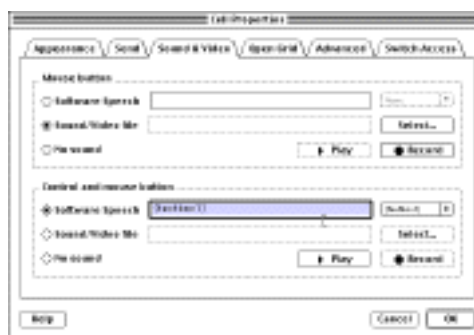 Cell Properties
Appearance Send Sound & Video Open Grid Advanced Switch Access
Mouse button
Software Speech
Sound/Video file Select...
No sound Play Record
Control and mouse button
Software Speech
Sound/Video file Select...
No sound Play Record
Help Cancel OK